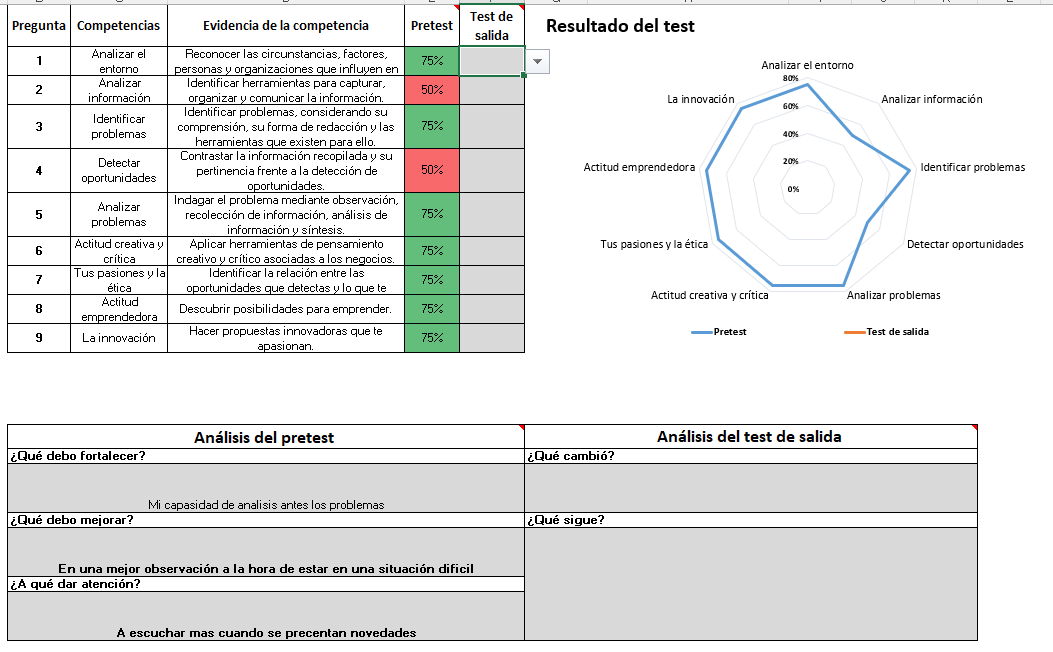 Pregunta Competencias Evidencia de la competencia Pretest Test de salida
1 Analizar el entorno Reconocer las circunstancias, factores, personas y organizaciones que influyen en 75%
2 Analizar información Identificar herramientas para capturar, organizar y comunicar la información. 50%
3 Identificar problemas Identificar problemas, considerando su comprensión, su forma de redacción y las herramientas que existen para ello. 75%
4 Detectar oportunidades Contrastar la información recopilada y su pertinencia frente a la detección de oportunidades. 50%
5 Analizar problemas Indagar el problema mediante observación, recolección de información, análisis de información y síntesis. 75%
6 Actitud creativa y crítica Aplicar herramientas de pensamiento creativo y crítico asociadas a los negocios. 75%
7 Tus pasiones y la ética Identificar la relación entre las oportunidades que detectas y lo que te 75%
8 Actitud emprendedora Descubrir posibilidades para emprender. 75%
9 La innovación Hacer propuestas innovadoras que te apasionan. 75%
Resultado del test
Analizar el entorno
80%
La innovación
Analizar información
60%
40%
Actitud emprendedora
20%
Identificar problemas
0%
Tus pasiones y la ética
Detectar oportunidades
Actitud creativa y crítica
Analizar problemas
Pretest
Test de salida
Análisis del pretest
¿Qué debo fortalecer?
Mi capasidad de analisis antes los problemas
¿Qué debo mejorar?
En una mejor observación a la hora de estar en una situación dificil
¿A qué dar atención?
A escuchar mas cuando se precentan novedades
Análisis del test de salida
¿Qué cambió?
¿Qué sigue?